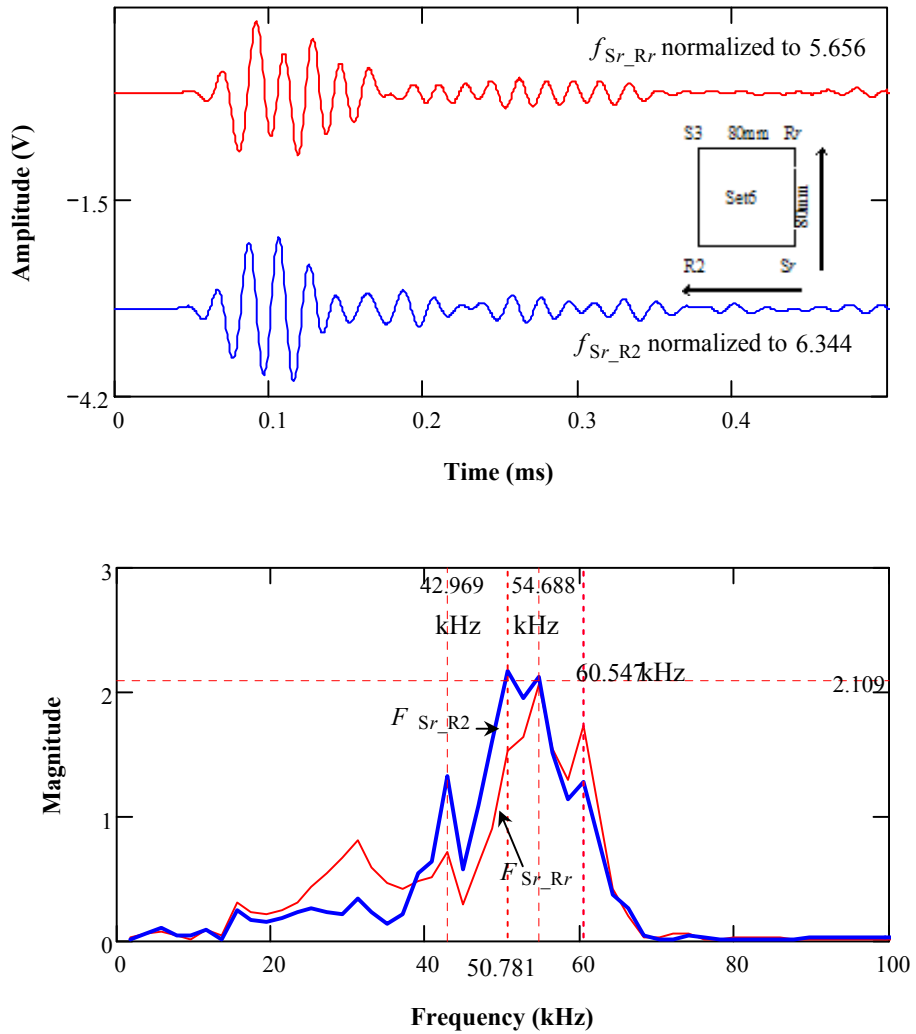 f Sr_Rr normalized to 5.656
S3 80mm Rr
Set6
80mm
R2 Sr
f Sr_R2 normalized to 6.344
Amplitude (V)
−1.5
−4.2
0 0.1 0.2 0.3 0.4
Time (ms)
3
2
1
0
Magnitude
42.969 54.688
kHz kHz
60.547kHz
2.109
F Sr_R2
F Sr_Rr
0 20 40 60 80 100
50.781
Frequency (kHz)